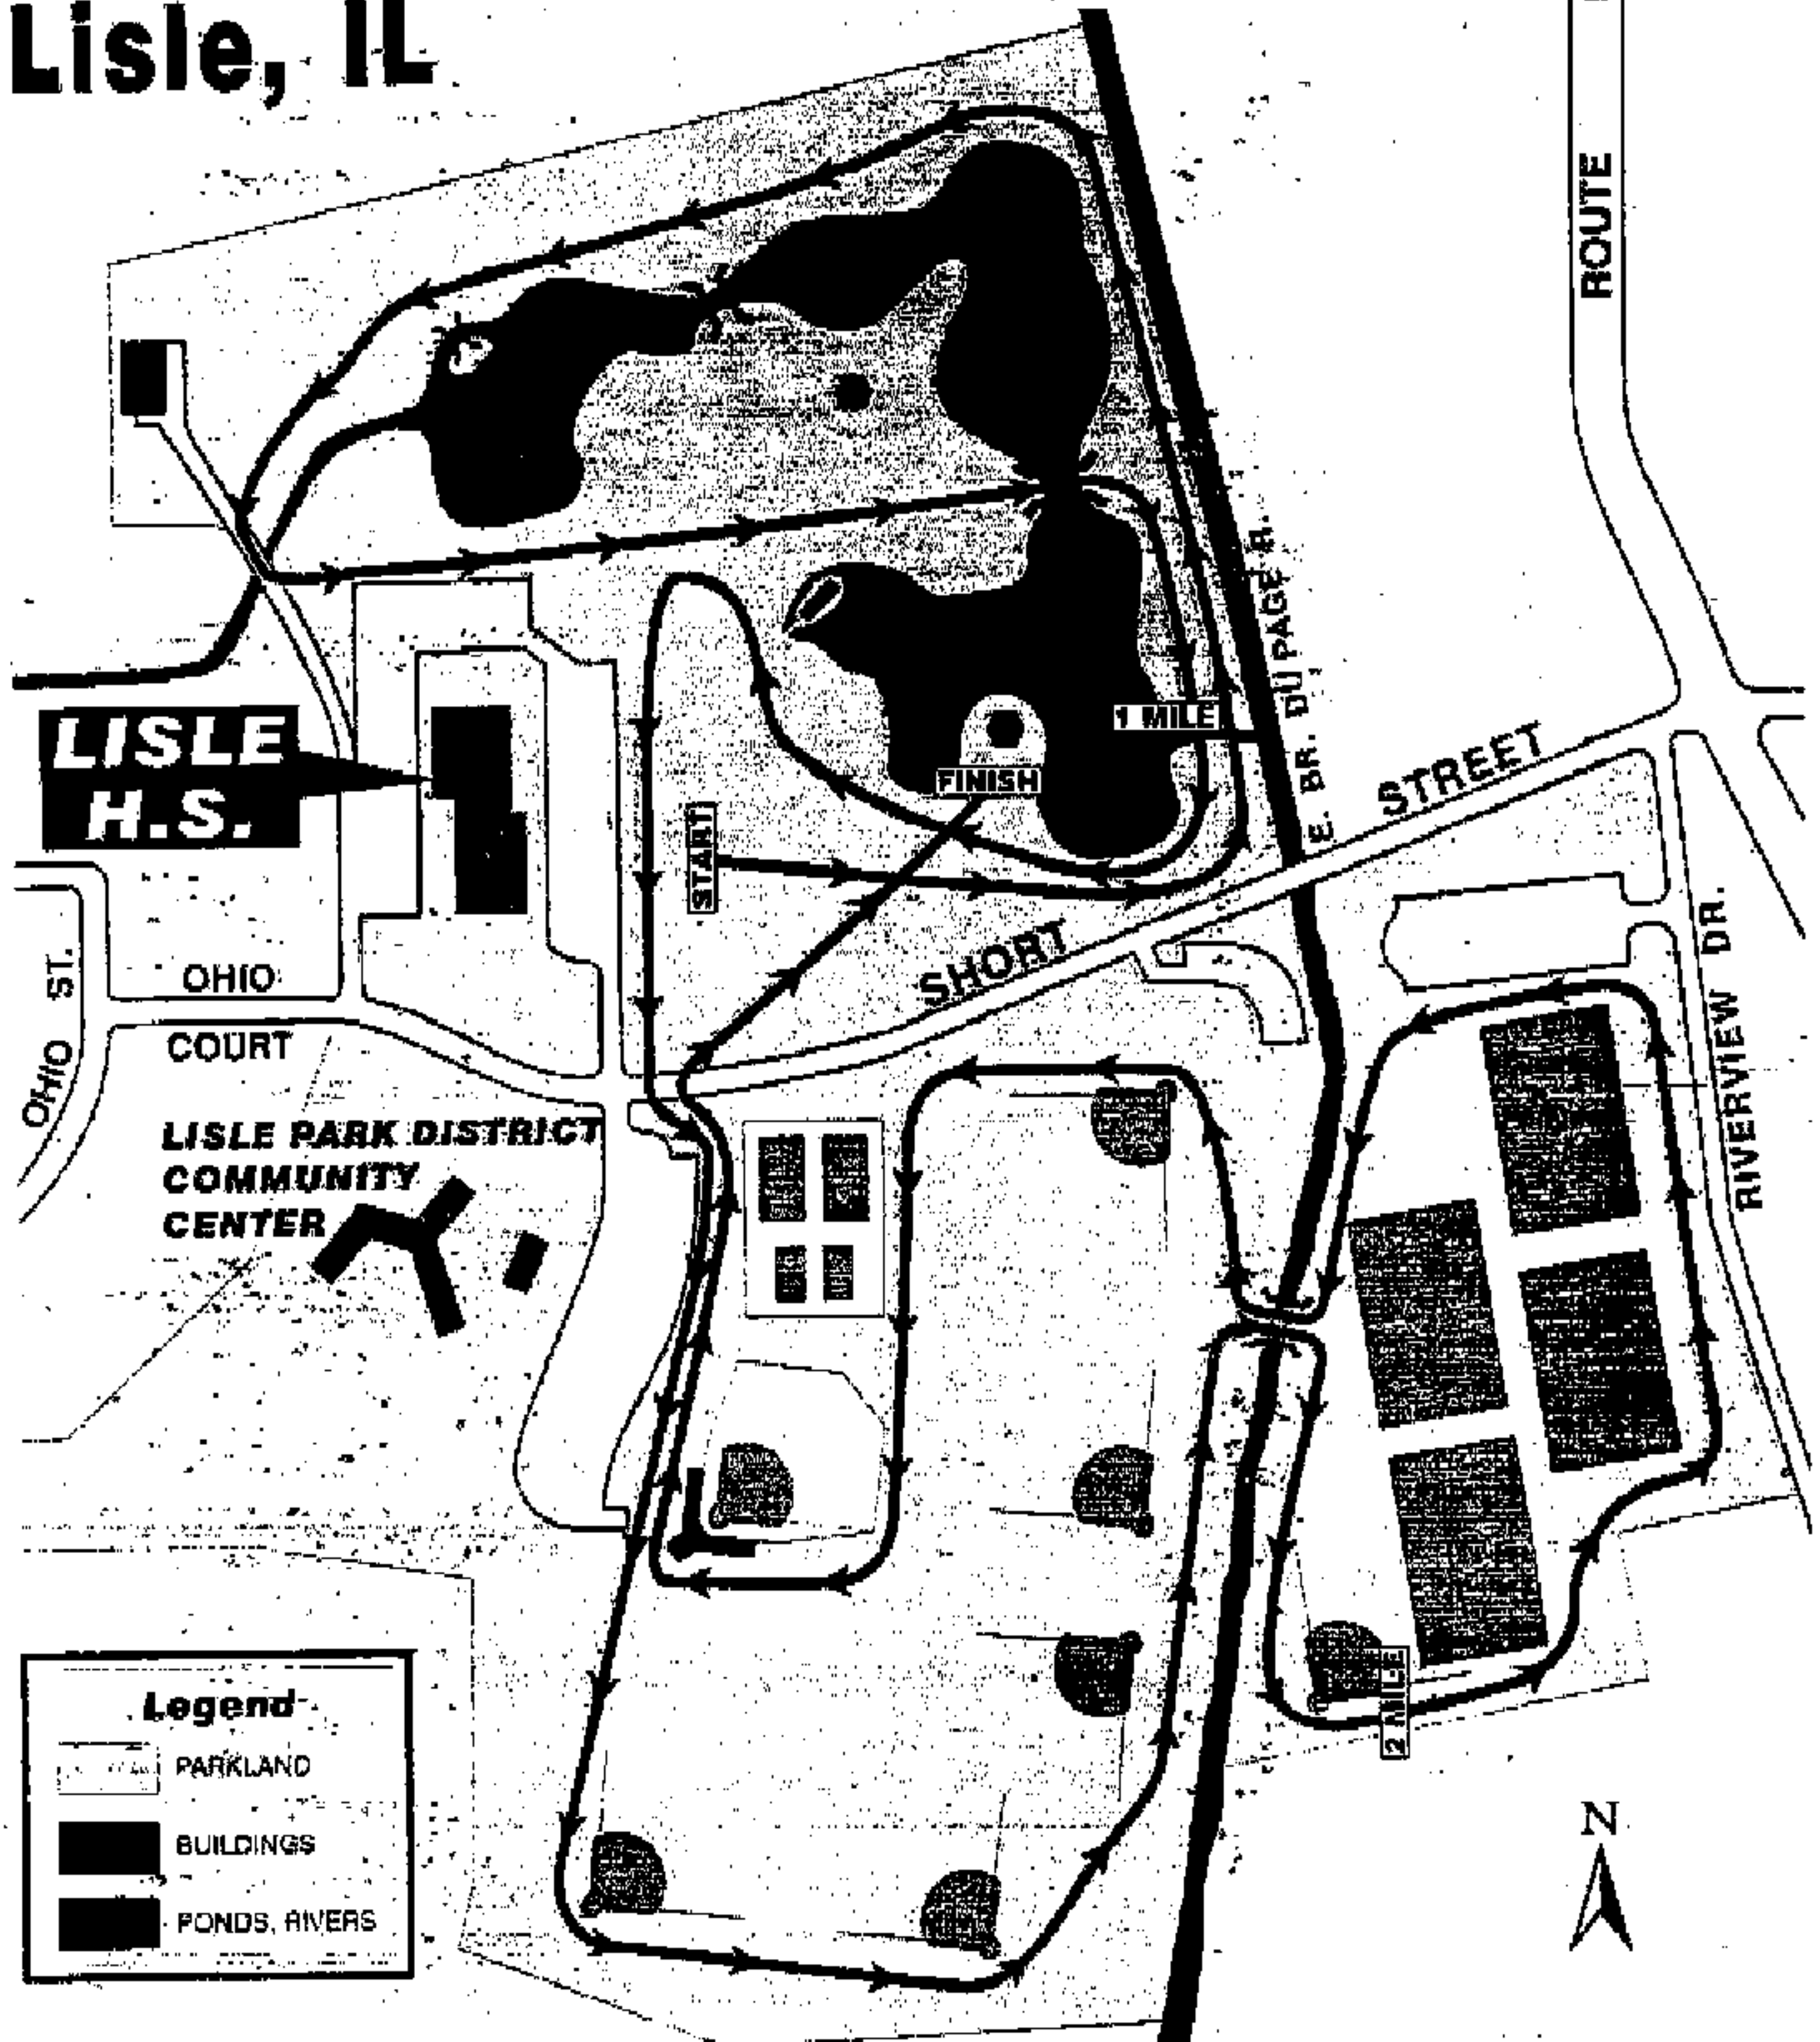 Lisle, IL
ROUTE
E. BR. DU PAGE R.
1 MILE
LISLE
H.S.
FINISH
START
SHORT STREET
RIVERVIEW DR.
OHIO
COURT
OHIO ST.
LISLE PARK DISTRICT
COMMUNITY
CENTER
2 MILE
Legend
PARKLAND
BUILDINGS
PONDS, RIVERS
N